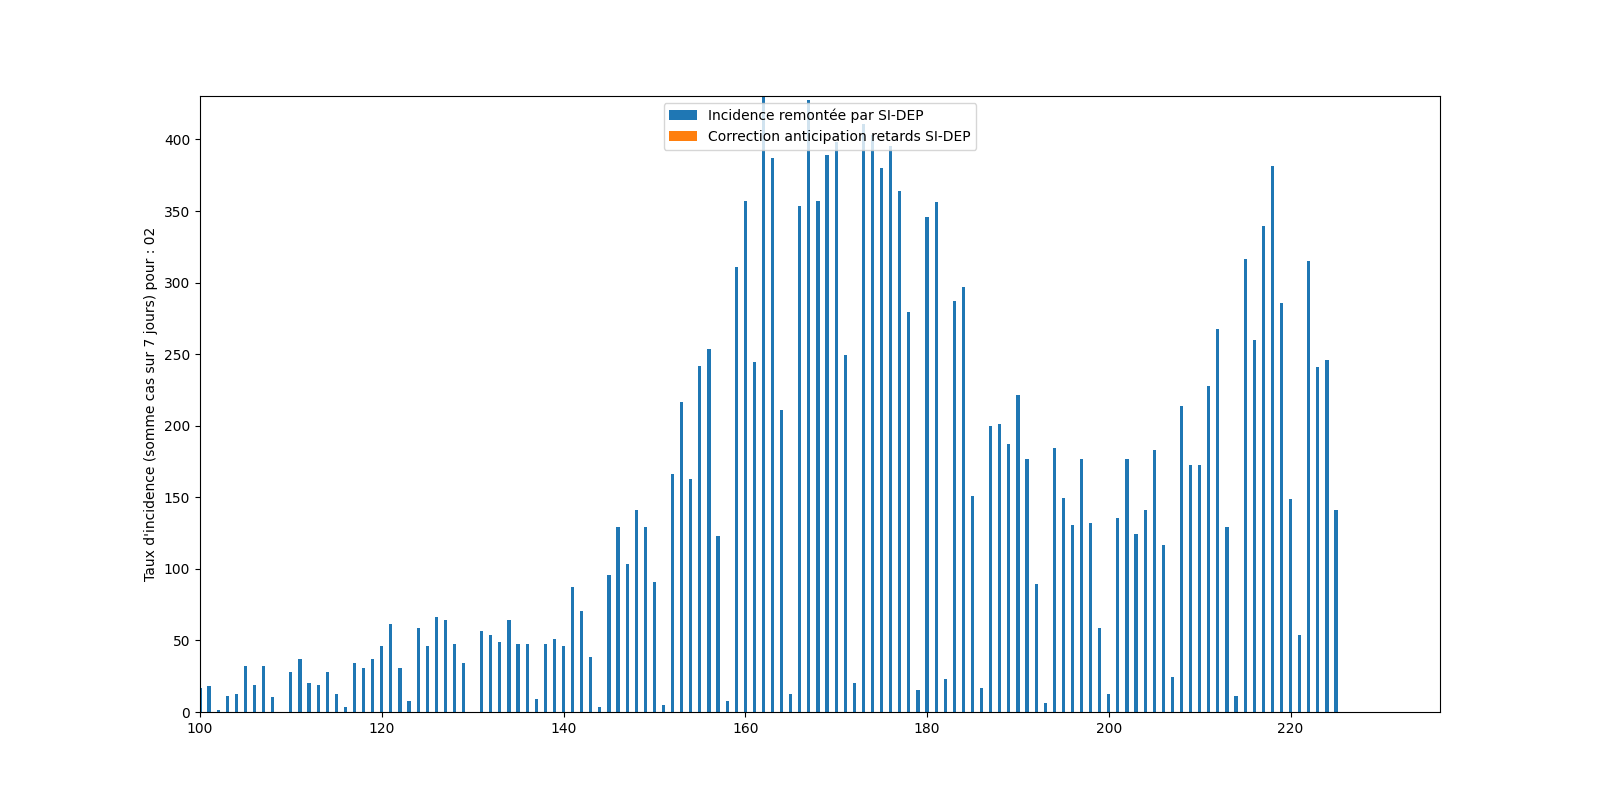 Incidence remontée par SI-DEP
Correction anticipation retards SI-DEP
Taux d'incidence (somme cas sur 7 jours) pour : 02
400
350
300
250
200
150
100
50
0
100 120 140 160 180 200 220